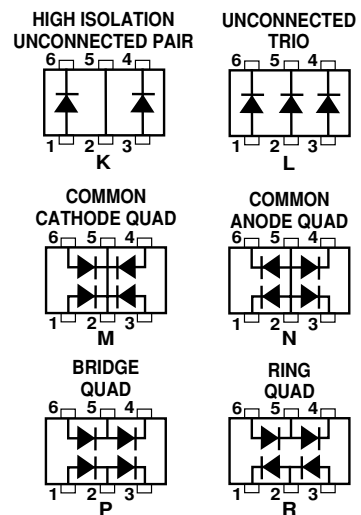 HIGH ISOLATION
UNCONNECTED PAIR
6 5 4
1 2 3
K
UNCONNECTED
TRIO
6 5 4
1 2 3
L
COMMON
CATHODE QUAD
6 5 4
1 2 3
M
COMMON
ANODE QUAD
6 5 4
1 2 3
N
BRIDGE
QUAD
6 5 4
1 2 3
P
RING
QUAD
6 5 4
1 2 3
R